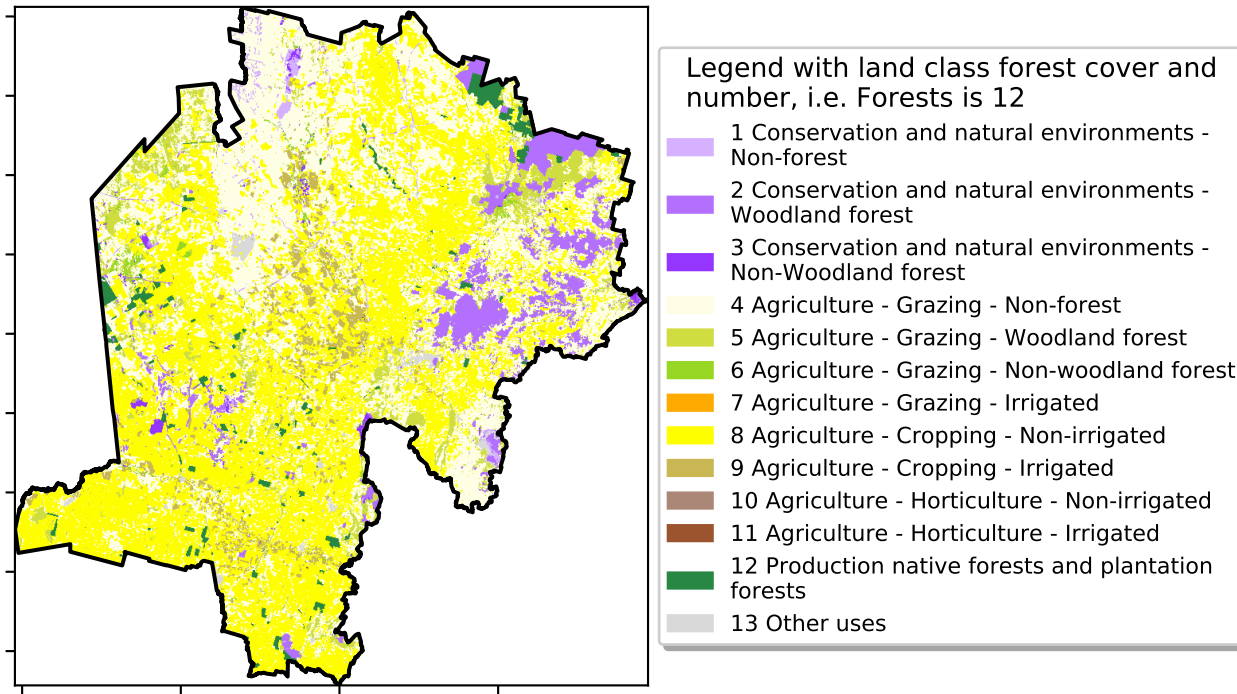 Legend with land class forest cover and
number, i.e. Forests is 12
1 Conservation and natural environments -
Non-forest
2 Conservation and natural environments -
Woodland forest
3 Conservation and natural environments -
Non-Woodland forest
4 Agriculture - Grazing - Non-forest
5 Agriculture - Grazing - Woodland forest
6 Agriculture - Grazing - Non-woodland forest
7 Agriculture - Grazing - Irrigated
8 Agriculture - Cropping - Non-irrigated
9 Agriculture - Cropping - Irrigated
10 Agriculture - Horticulture - Non-irrigated
11 Agriculture - Horticulture - Irrigated
12 Production native forests and plantation
forests
13 Other uses